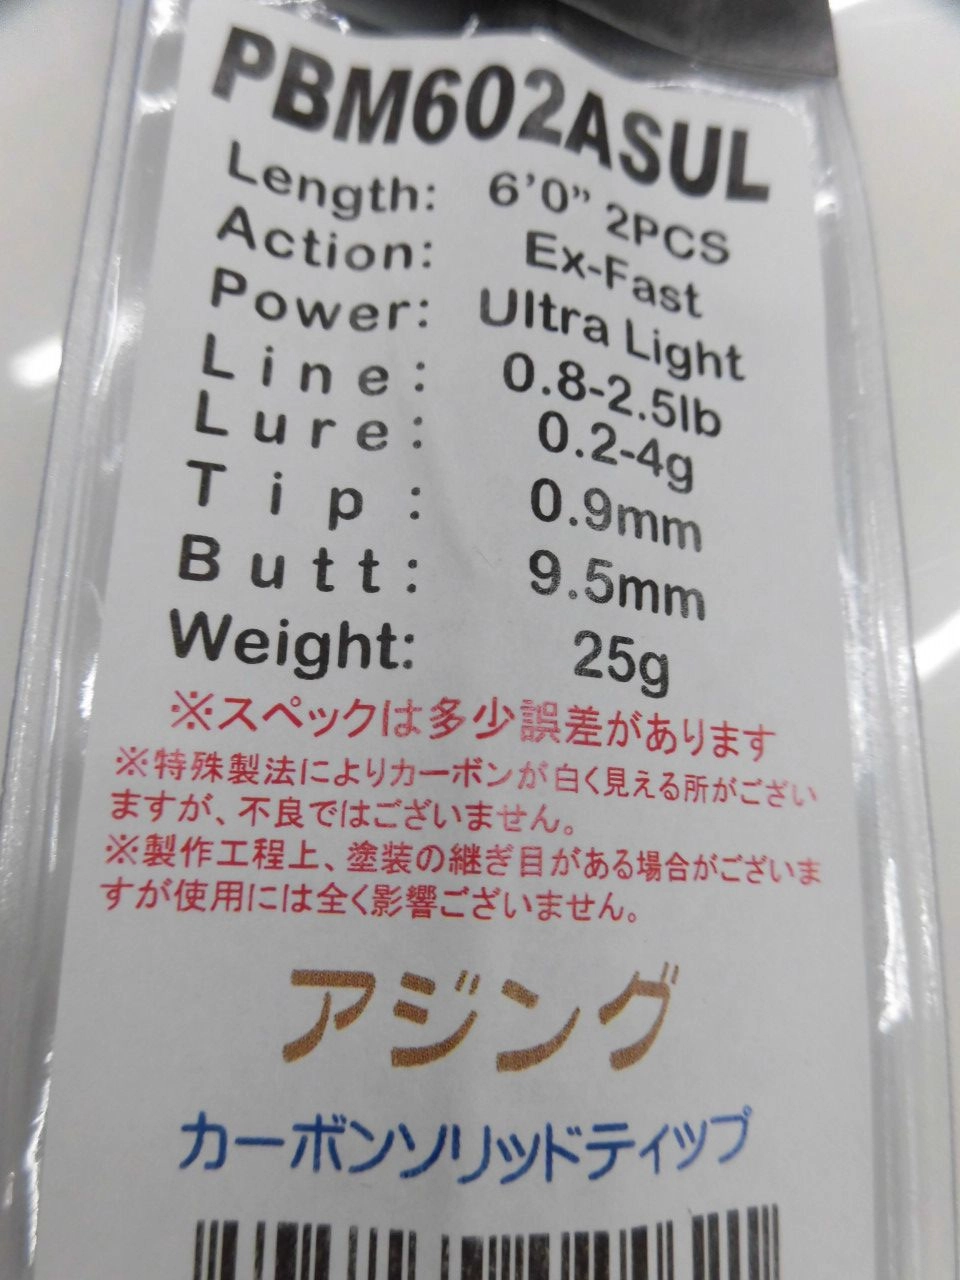 PBM602ASUL
Length: 6'0" 2PCS
Action: Ex-Fast
Power: Ultra Light
Line: 0.8-2.5lb
Lure: 0.2-4g
Tip: 0.9mm
Butt: 9.5mm
Weight: 25g
※スペックは多少誤差があります
※特殊製法によりカーボンが白く見える所がござい
ますが、不良ではございません。
※製作工程上、塗装の継ぎ目がある場合がございま
すが使用には全く影響ございません。
アジング
カーボンソリッドティップ